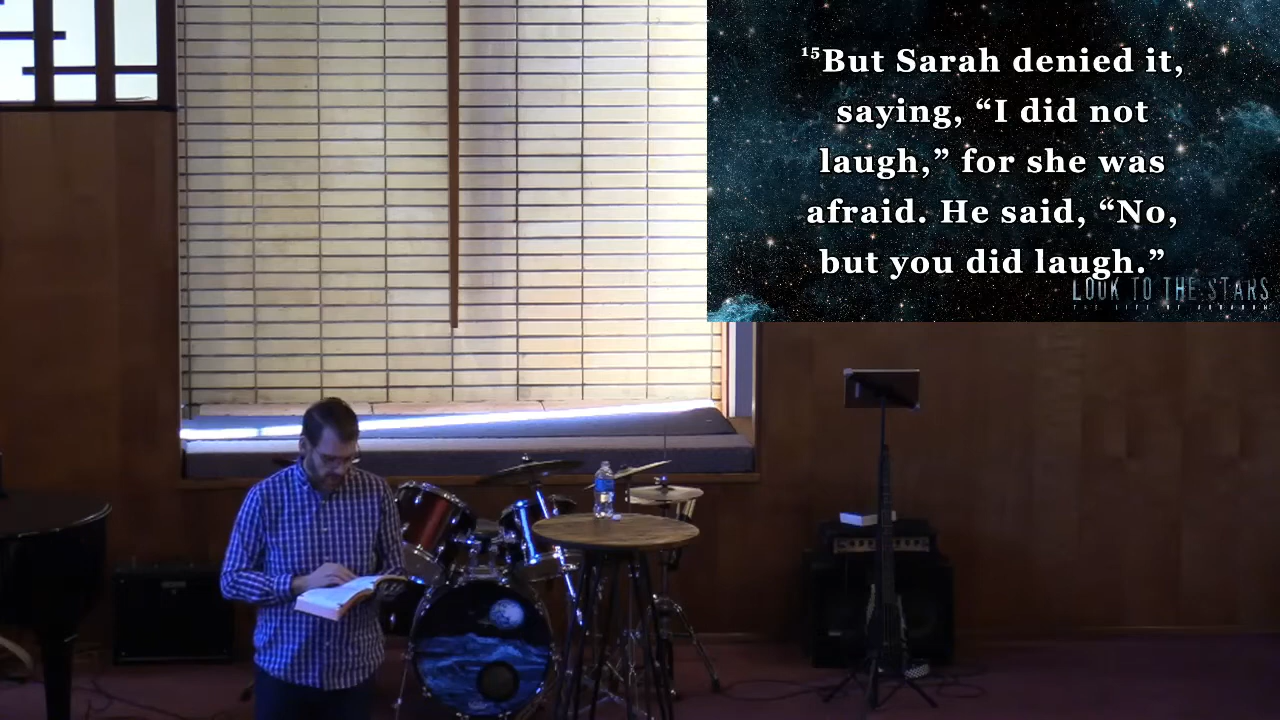 ¹⁵But Sarah denied it,
saying, “I did not
laugh,” for she was
afraid. He said, “No,
but you did laugh.”
LOOK TO THE STARS